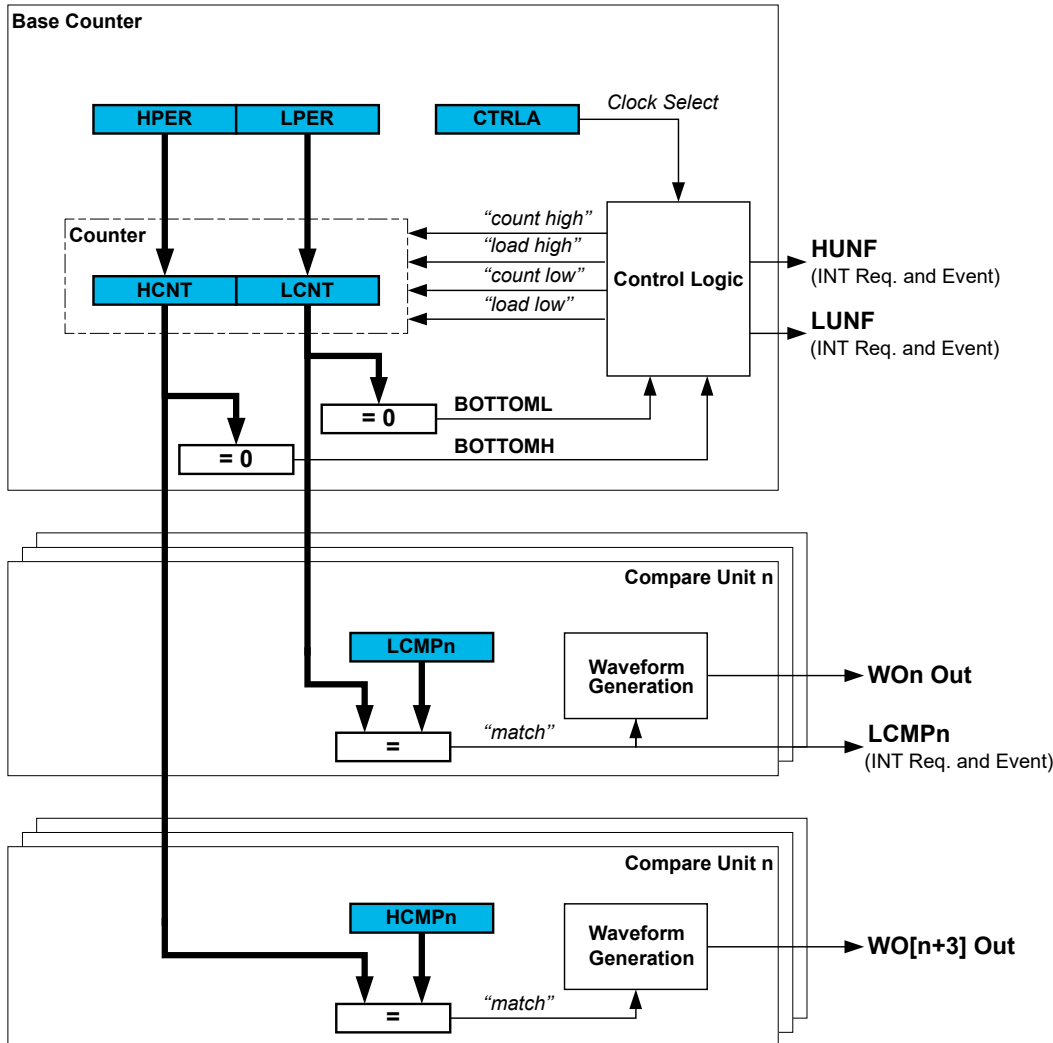 Base Counter
Clock Select
HPER LPER CTRLA
“count high”
Counter
“load high”
HUNF
(INT Req. and Event)
Control Logic
“count low”
HCNT LCNT
“load low”
LUNF
(INT Req. and Event)
= 0
BOTTOML
= 0
BOTTOMH
Compare Unit n
LCMPn
Waveform
Generation
WOn Out
“match”
=
LCMPn
(INT Req. and Event)
Compare Unit n
HCMPn
Waveform
Generation
WO[n+3] Out
“match”
=